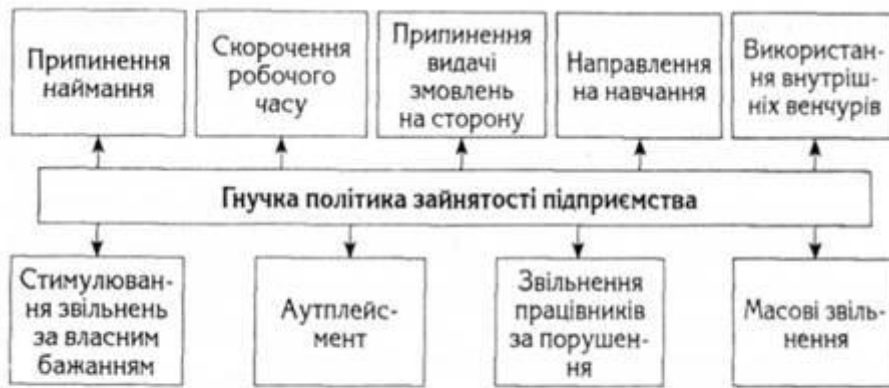 Припинення
наймання
Скорочення
робочого
часу
Припинення
видачі
змовлень
на сторону
Направлення
на навчання
Використан-
ня внутріш-
ніх венчурів
Гнучка політика зайнятості підприємства
Стимулюван-
ня звільнень
за власним
бажанням
Аутплейс-
мент
Звільнення
працівників
за порушен-
ня
Масові звіль-
нення